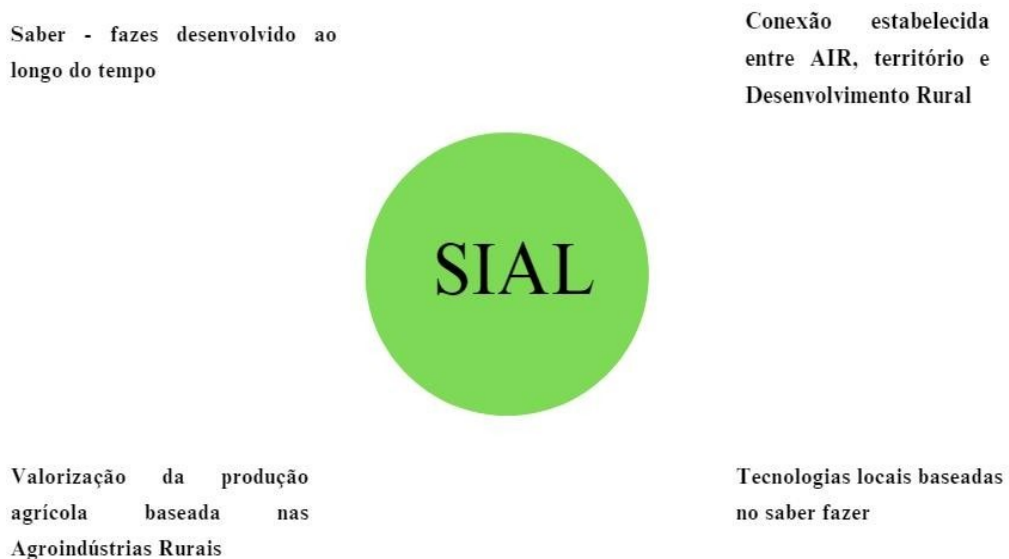 Saber - fazes desenvolvido ao
longo do tempo
Conexão estabelecida
entre AIR, território e
Desenvolvimento Rural
SIAL
Valorização da produção
agrícola baseada nas
Agroindústrias Rurais
Tecnologias locais baseadas
no saber fazer